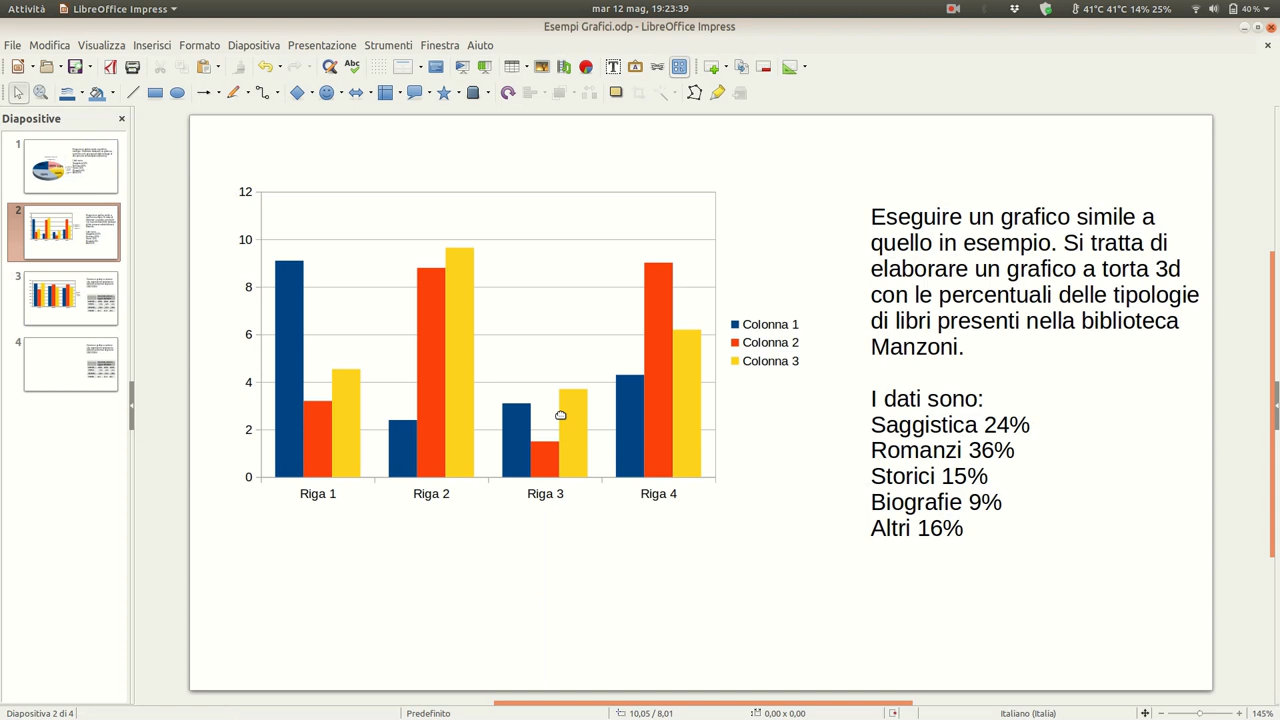 Attività LibreOffice Impress mar 12 mag, 19:23:39 41°C 41°C 14% 25% 40%
Esempi Grafici.odp - LibreOffice Impress
File Modifica Visualizza Inserisci Formato Diapositiva Presentazione Strumenti Finestra Aiuto
Diapositive
1
2
3
4
12
10
8
6
4
2
0
Riga 1 Riga 2 Riga 3 Riga 4
Colonna 1
Colonna 2
Colonna 3
Eseguire un grafico simile a
quello in esempio. Si tratta di
elaborare un grafico a torta 3d
con le percentuali delle tipologie
di libri presenti nella biblioteca
Manzoni.
I dati sono:
Saggistica 24%
Romanzi 36%
Storici 15%
Biografie 9%
Altri 16%
Diapositiva 2 di 4 Predefinito 10,05 / 8,01 0,00 x 0,00 Italiano (Italia) 145%